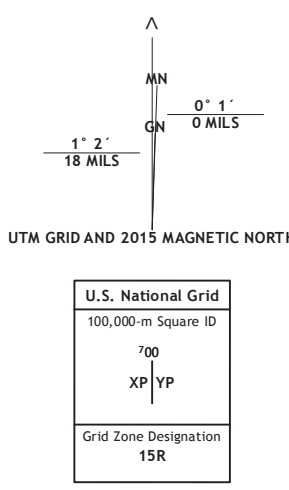 MN
0° 1´
0 MILS
GN
1° 2´
18 MILS
UTM GRID AND 2015 MAGNETIC NORTH
U.S. National Grid
100,000-m Square ID
⁷00
XP YP
Grid Zone Designation
15R